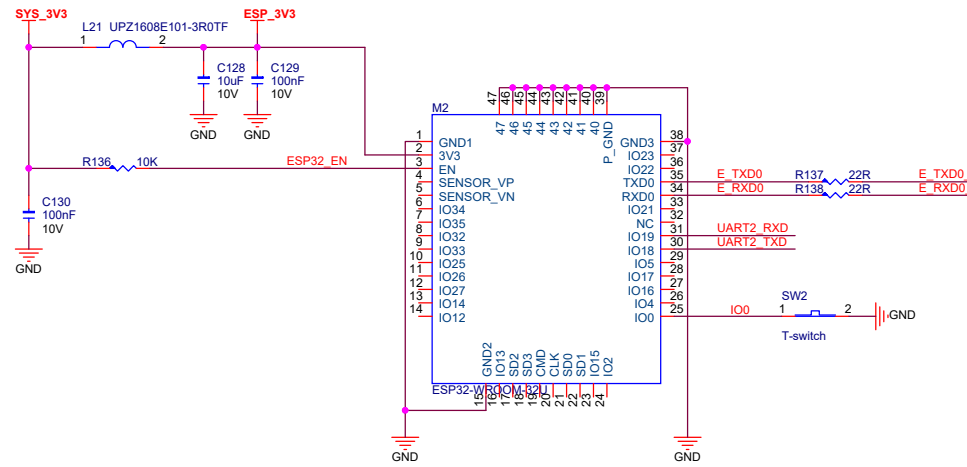 SYS_3V3
ESP_3V3
L21 UPZ1608E101-3R0TF
1
2
C128
10uF
10V
C129
100nF
10V
GND
GND
R136
10K
ESP32_EN
C130
100nF
10V
GND
M2
47
46
45
44
43
42
41
40
39
47
46
45
44
43
42
41
40
P_GND
1
GND1
2
3V3
3
EN
4
SENSOR_VP
5
SENSOR_VN
6
IO34
7
IO35
8
IO32
9
IO33
10
IO25
11
IO26
12
IO27
13
IO14
14
IO12
GND3
38
IO23
37
IO22
36
TXD0
35
RXD0
34
IO21
33
NC
32
IO19
31
IO18
30
IO5
29
IO17
28
IO16
27
IO4
26
IO0
25
E_TXD0
R137
22R
E_TXD0
E_RXD0
R138
22R
E_RXD0
UART2_RXD
UART2_TXD
IO0
SW2
1
2
GND
T-switch
GND2
IO13
SD2
SD3
CMD
CLK
SD0
SD1
IO15
IO2
ESP32-WROOM-32U
15
16
17
18
19
20
21
22
23
24
GND
GND